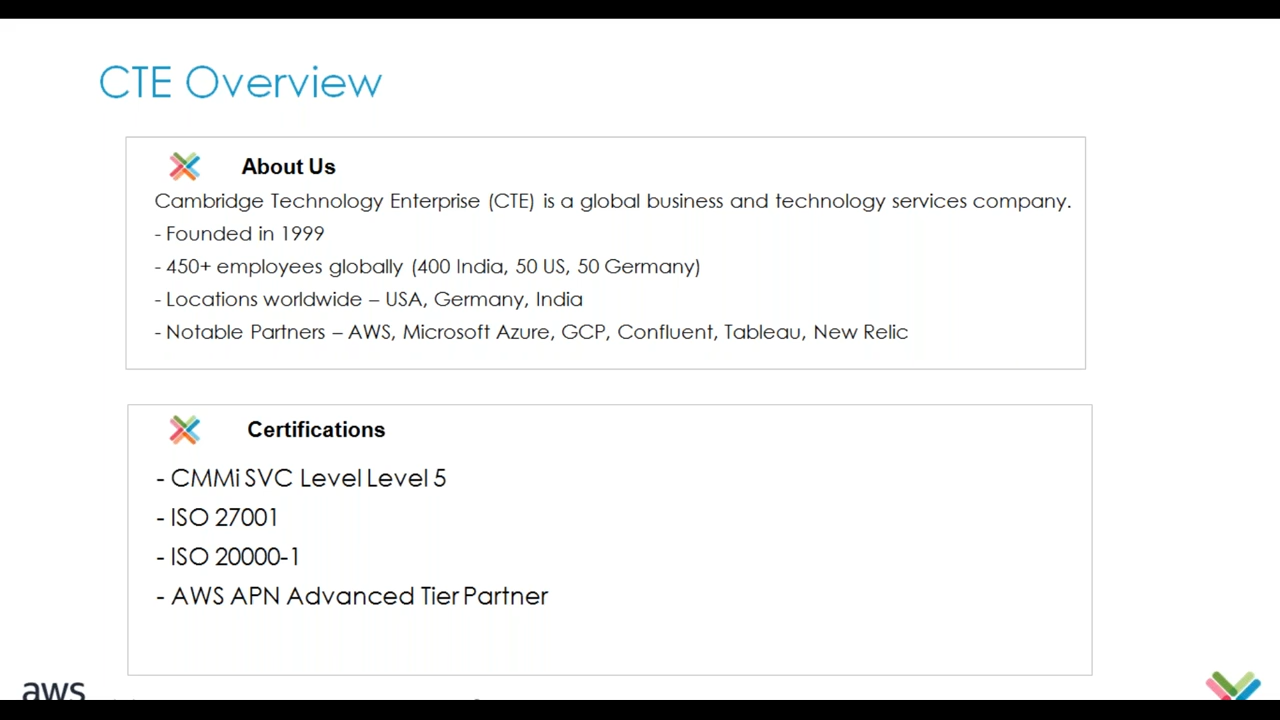 CTE Overview
About Us
Cambridge Technology Enterprise (CTE) is a global business and technology services company.
- Founded in 1999
- 450+ employees globally (400 India, 50 US, 50 Germany)
- Locations worldwide – USA, Germany, India
- Notable Partners – AWS, Microsoft Azure, GCP, Confluent, Tableau, New Relic
Certifications
- CMMi SVC Level Level 5
- ISO 27001
- ISO 20000-1
- AWS APN Advanced Tier Partner
aws